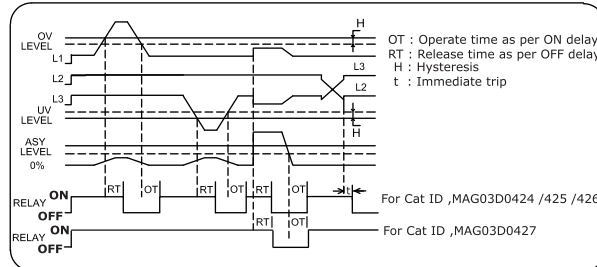 OV
LEVEL
L1
L2
L3
UV
LEVEL
ASY
LEVEL
0%
H
L3
L2
H
OT : Operate time as per ON delay
RT : Release time as per OFF delay
H : Hysteresis
t : Immediate trip
RT OT RT OT RT OT t
RELAY ON
OFF
For Cat ID ,MAG03D0424 /425 /426
RT OT
RELAY ON
OFF
For Cat ID ,MAG03D0427